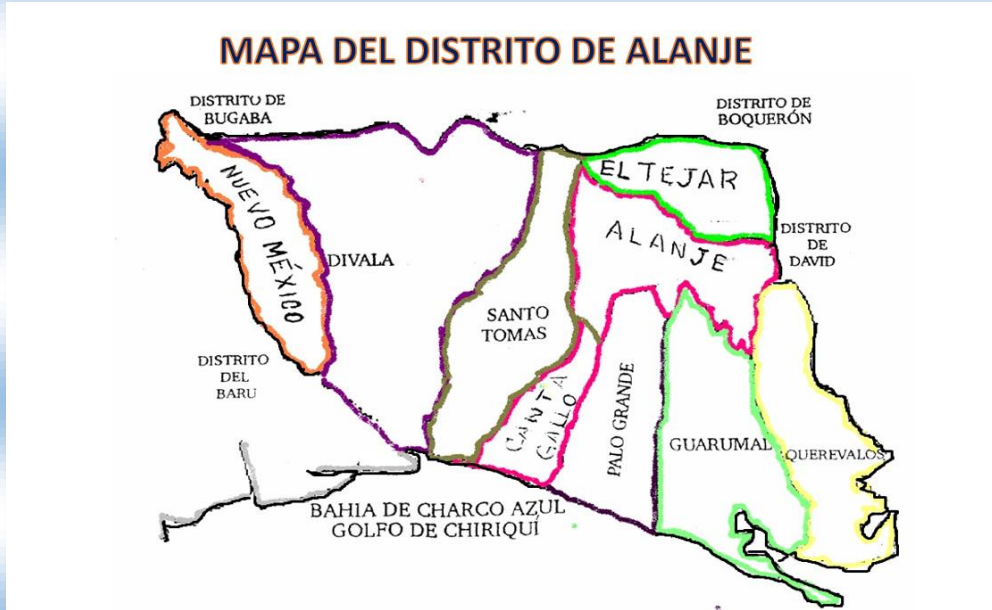 MAPA DEL DISTRITO DE ALANJE
DISTRITO DE
BUGABA
DISTRITO DE
BOQUERÓN
EL TEJAR
NUEVO MÉXICO
ALANJE
DISTRITO
DE
DAVID
DIVALA
SANTO
TOMAS
DISTRITO
DEL
BARU
CANTA
GALLO
PALO GRANDE
GUARUMAL
QUEREVALOS
BAHIA DE CHARCO AZUL
GOLFO DE CHIRIQUÍ